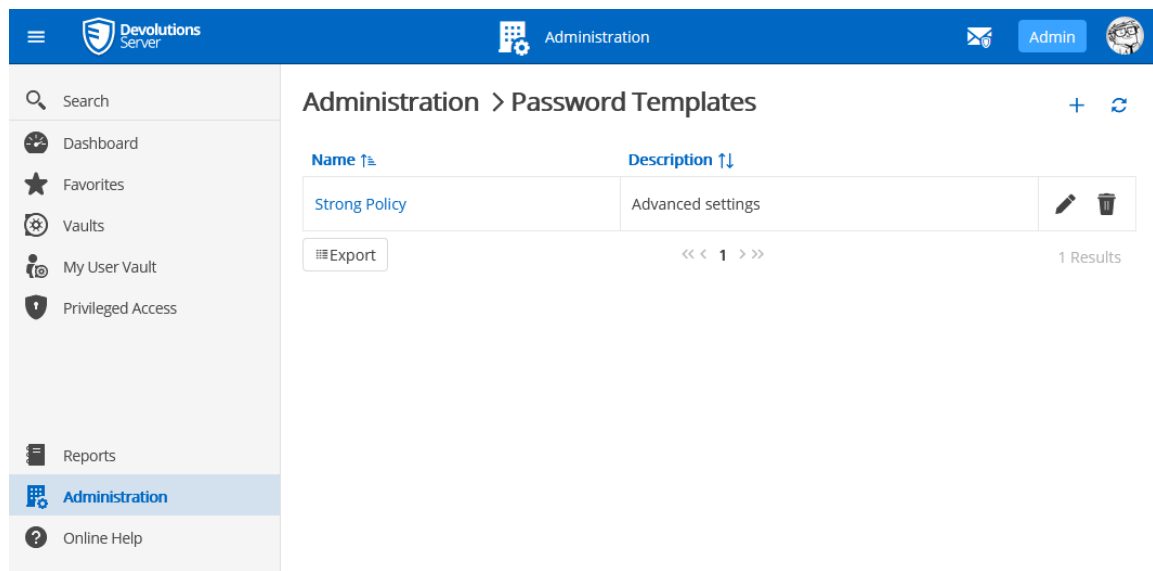 Devolutions
Server
Administration
Admin
Search
Dashboard
Favorites
Vaults
My User Vault
Privileged Access
Reports
Administration
Online Help
Administration > Password Templates
Name
Description
Strong Policy
Advanced settings
Export
<< < 1 > >>
1 Results